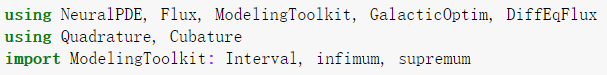 using NeuralPDE, Flux, ModelingToolkit, GalacticOptim, DiffEqFlux
using Quadrature, Cubature
import ModelingToolkit: Interval, infimum, supremum